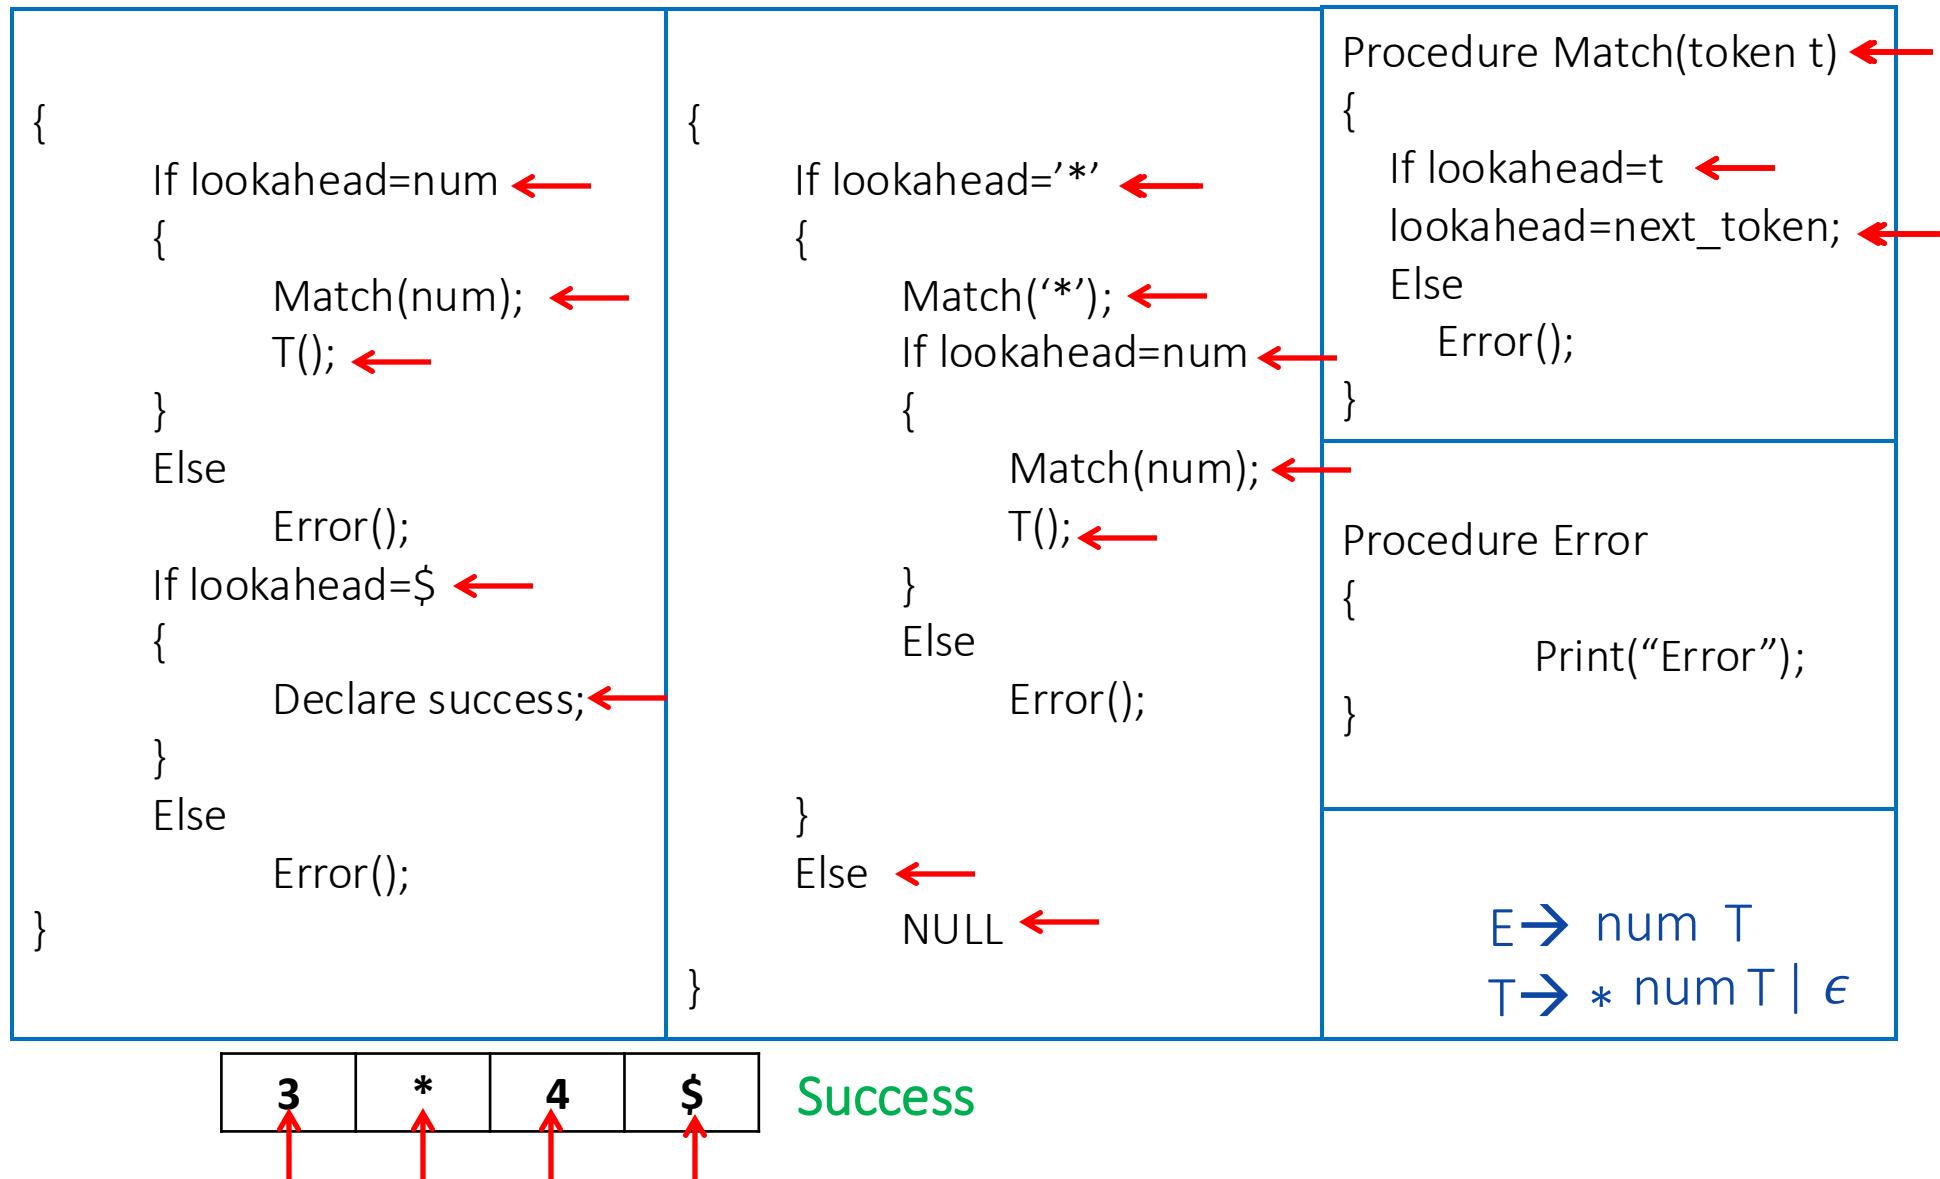 {
If lookahead=num
{
Match(num);
T();
}
Else
Error();
If lookahead=$
{
Declare success;
}
Else
Error();
}
{
If lookahead=’*’
{
Match(‘*’);
If lookahead=num
{
Match(num);
T();
}
Else
Error();
}
Else
NULL
}
Procedure Match(token t)
{
If lookahead=t
lookahead=next_token;
Else
Error();
}
Procedure Error
{
Print(“Error”);
}
E→ num T
T→ * num T | ϵ
3 * 4 $ Success